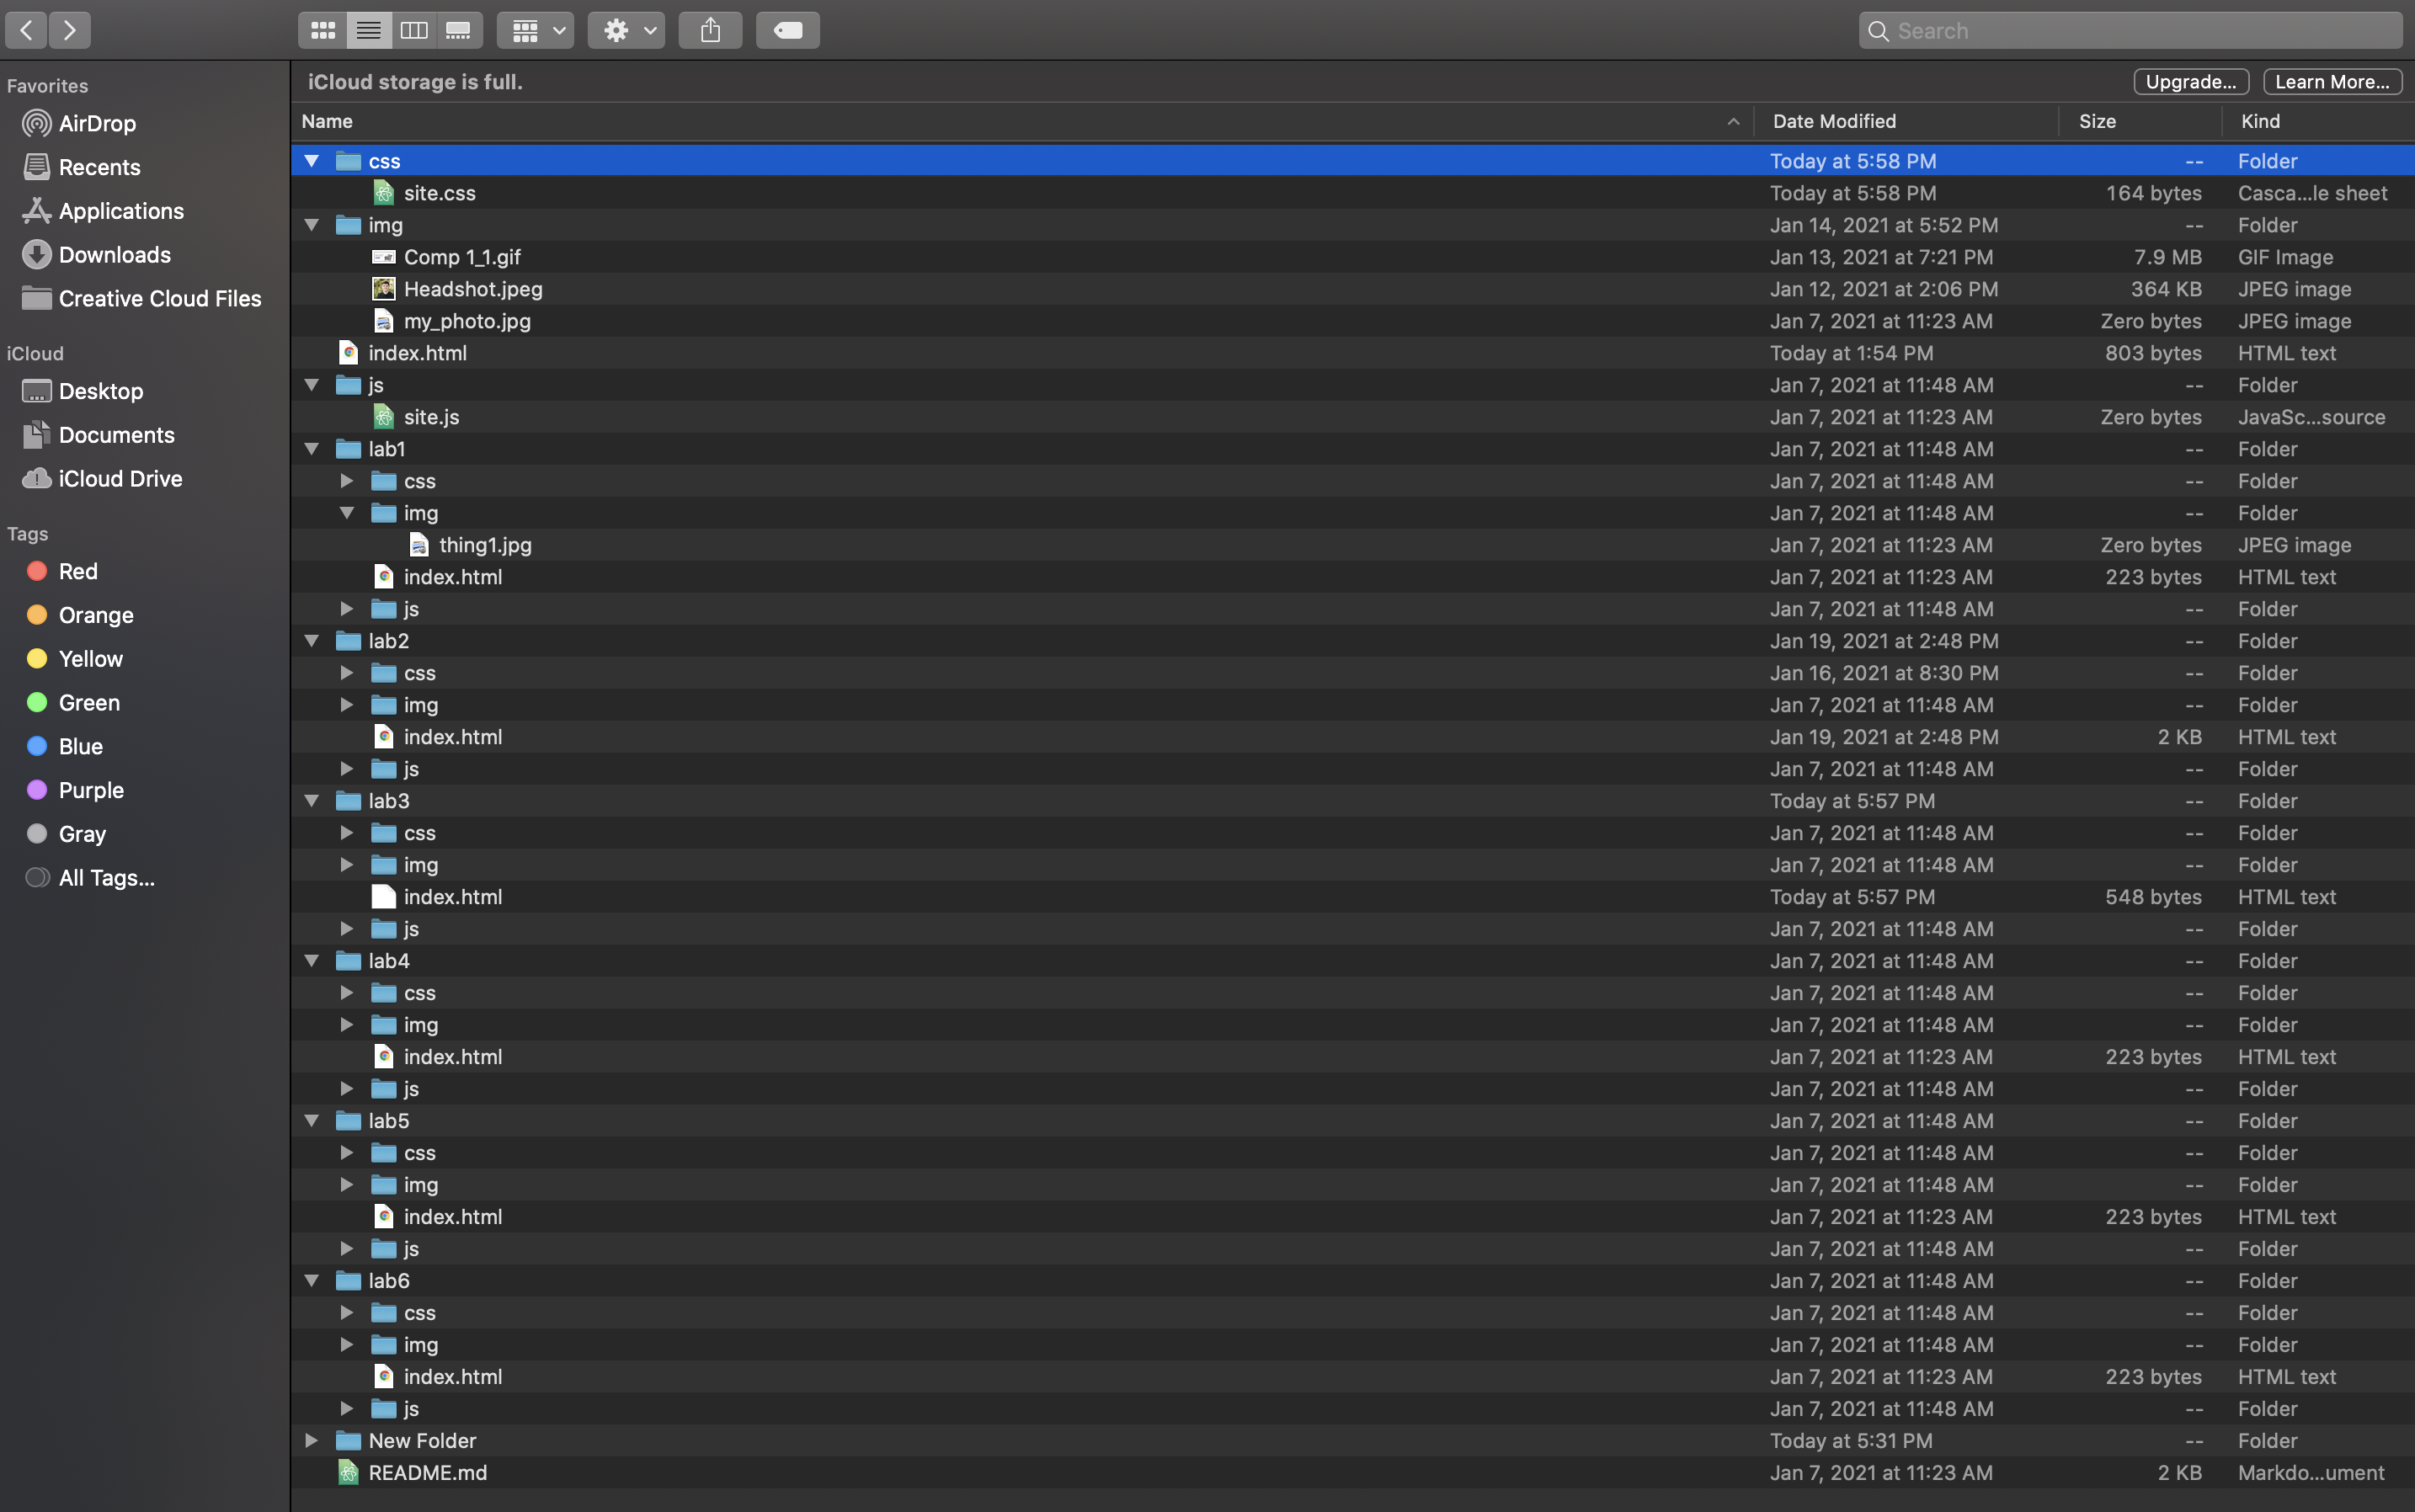 Search
Favorites
AirDrop
Recents
Applications
Downloads
Creative Cloud Files
iCloud
Desktop
Documents
iCloud Drive
Tags
Red
Orange
Yellow
Green
Blue
Purple
Gray
All Tags...
iCloud storage is full. Upgrade... Learn More...
Name Date Modified Size Kind
css Today at 5:58 PM -- Folder
site.css Today at 5:58 PM 164 bytes Casca...le sheet
img Jan 14, 2021 at 5:52 PM -- Folder
Comp 1_1.gif Jan 13, 2021 at 7:21 PM 7.9 MB GIF Image
Headshot.jpeg Jan 12, 2021 at 2:06 PM 364 KB JPEG image
my_photo.jpg Jan 7, 2021 at 11:23 AM Zero bytes JPEG image
index.html Today at 1:54 PM 803 bytes HTML text
js Jan 7, 2021 at 11:48 AM -- Folder
site.js Jan 7, 2021 at 11:23 AM Zero bytes JavaSc...source
lab1 Jan 7, 2021 at 11:48 AM -- Folder
css Jan 7, 2021 at 11:48 AM -- Folder
img Jan 7, 2021 at 11:48 AM -- Folder
thing1.jpg Jan 7, 2021 at 11:23 AM Zero bytes JPEG image
index.html Jan 7, 2021 at 11:23 AM 223 bytes HTML text
js Jan 7, 2021 at 11:48 AM -- Folder
lab2 Jan 19, 2021 at 2:48 PM -- Folder
css Jan 16, 2021 at 8:30 PM -- Folder
img Jan 7, 2021 at 11:48 AM -- Folder
index.html Jan 19, 2021 at 2:48 PM 2 KB HTML text
js Jan 7, 2021 at 11:48 AM -- Folder
lab3 Today at 5:57 PM -- Folder
css Jan 7, 2021 at 11:48 AM -- Folder
img Jan 7, 2021 at 11:48 AM -- Folder
index.html Today at 5:57 PM 548 bytes HTML text
js Jan 7, 2021 at 11:48 AM -- Folder
lab4 Jan 7, 2021 at 11:48 AM -- Folder
css Jan 7, 2021 at 11:48 AM -- Folder
img Jan 7, 2021 at 11:48 AM -- Folder
index.html Jan 7, 2021 at 11:23 AM 223 bytes HTML text
js Jan 7, 2021 at 11:48 AM -- Folder
lab5 Jan 7, 2021 at 11:48 AM -- Folder
css Jan 7, 2021 at 11:48 AM -- Folder
img Jan 7, 2021 at 11:48 AM -- Folder
index.html Jan 7, 2021 at 11:23 AM 223 bytes HTML text
js Jan 7, 2021 at 11:48 AM -- Folder
lab6 Jan 7, 2021 at 11:48 AM -- Folder
css Jan 7, 2021 at 11:48 AM -- Folder
img Jan 7, 2021 at 11:48 AM -- Folder
index.html Jan 7, 2021 at 11:23 AM 223 bytes HTML text
js Jan 7, 2021 at 11:48 AM -- Folder
New Folder Today at 5:31 PM -- Folder
README.md Jan 7, 2021 at 11:23 AM 2 KB Markdo...ument